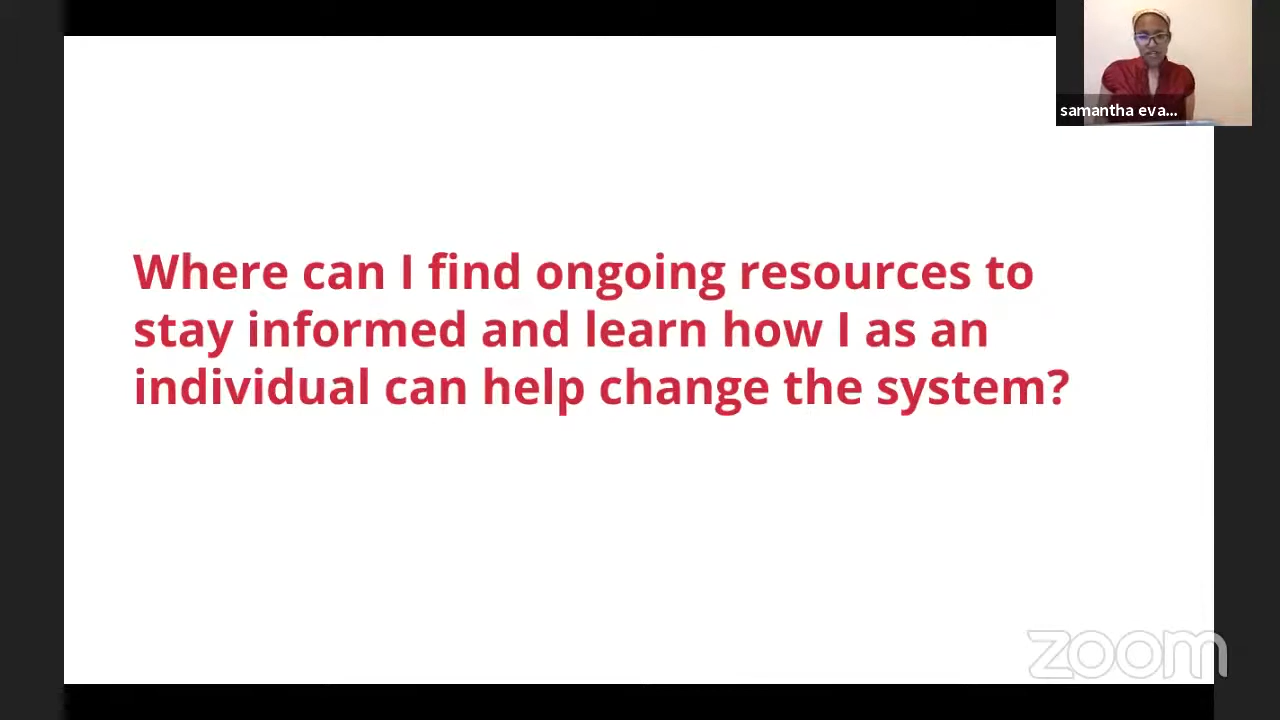 samantha eva...
Where can I find ongoing resources to
stay informed and learn how I as an
individual can help change the system?
zoom